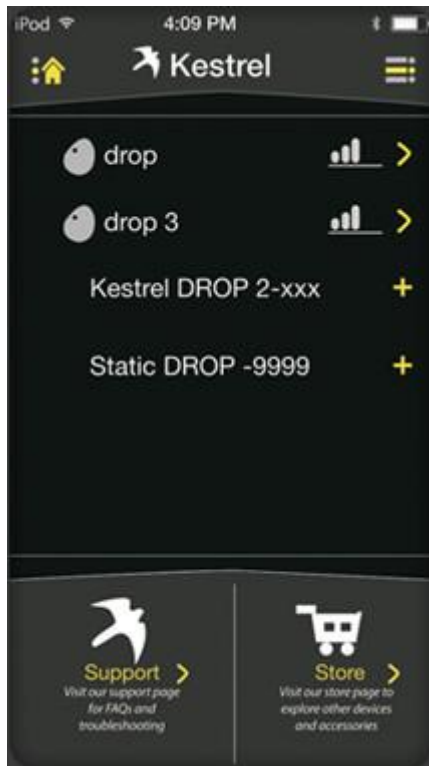 iPod 4:09 PM
Kestrel
drop
drop 3
Kestrel DROP 2-xxx
Static DROP -9999
Support
Visit our support page
for FAQs and
troubleshooting
Store
Visit our store page to
explore other devices
and accessories